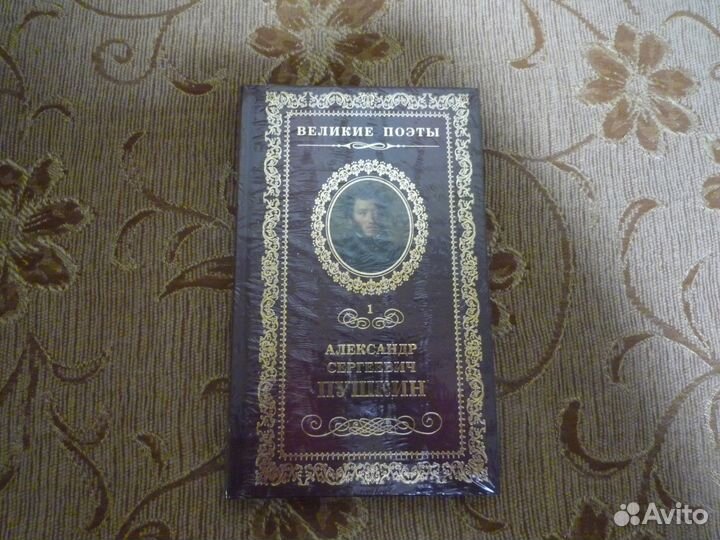 ВЕЛИКИЕ ПОЭТЫ
1
АЛЕКСАНДР
СЕРГЕЕВИЧ
ПУШКИН
Avito